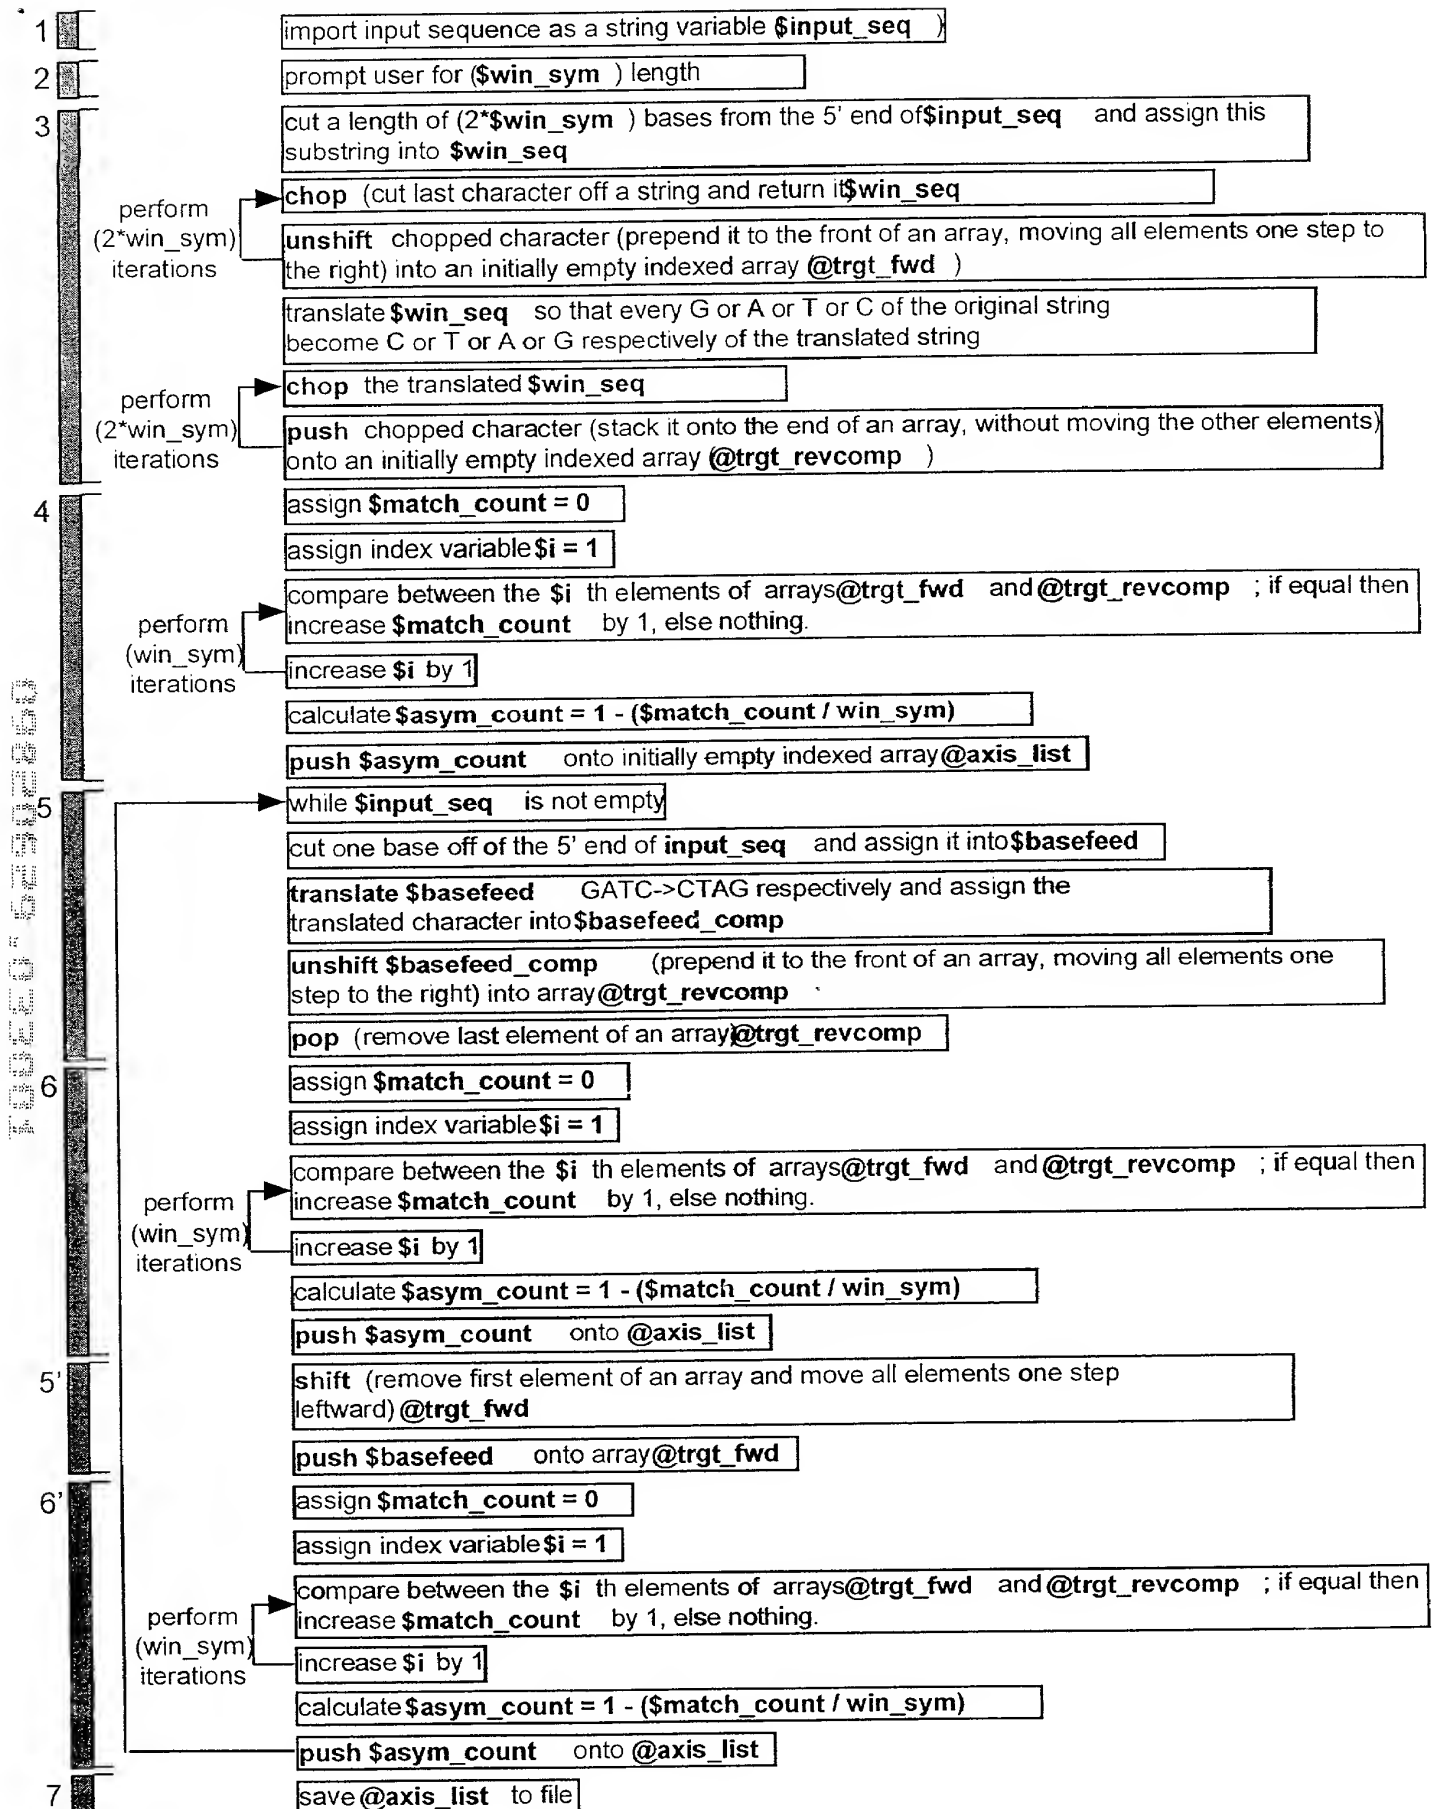 1 import input sequence as a string variable $input_seq )
2 prompt user for ($win_sym ) length
3 cut a length of (2*$win_sym ) bases from the 5' end of$input_seq and assign this
substring into $win_seq
chop (cut last character off a string and return it$win_seq
perform
(2*win_sym)
iterations
unshift chopped character (prepend it to the front of an array, moving all elements one step to
the right) into an initially empty indexed array @trgt_fwd )
translate $win_seq so that every G or A or T or C of the original string
become C or T or A or G respectively of the translated string
chop the translated $win_seq
perform
(2*win_sym)
iterations
push chopped character (stack it onto the end of an array, without moving the other elements)
onto an initially empty indexed array @trgt_revcomp )
4 assign $match_count = 0
assign index variable $i = 1
compare between the $i th elements of arrays@trgt_fwd and @trgt_revcomp ; if equal then
increase $match_count by 1, else nothing.
perform
(win_sym)
iterations
increase $i by 1
calculate $asym_count = 1 - ($match_count / win_sym)
push $asym_count onto initially empty indexed array @axis_list
5 while $input_seq is not empty
cut one base off of the 5' end of input_seq and assign it into $basefeed
translate $basefeed GATC->CTAG respectively and assign the
translated character into $basefeed_comp
unshift $basefeed_comp (prepend it to the front of an array, moving all elements one
step to the right) into array @trgt_revcomp
pop (remove last element of an array)@trgt_revcomp
6 assign $match_count = 0
assign index variable $i = 1
compare between the $i th elements of arrays@trgt_fwd and @trgt_revcomp ; if equal then
increase $match_count by 1, else nothing.
perform
(win_sym)
iterations
increase $i by 1
calculate $asym_count = 1 - ($match_count / win_sym)
push $asym_count onto @axis_list
5' shift (remove first element of an array and move all elements one step
leftward) @trgt_fwd
push $basefeed onto array @trgt_fwd
6' assign $match_count = 0
assign index variable $i = 1
compare between the $i th elements of arrays@trgt_fwd and @trgt_revcomp ; if equal then
increase $match_count by 1, else nothing.
perform
(win_sym)
iterations
increase $i by 1
calculate $asym_count = 1 - ($match_count / win_sym)
push $asym_count onto @axis_list
7 save @axis_list to file